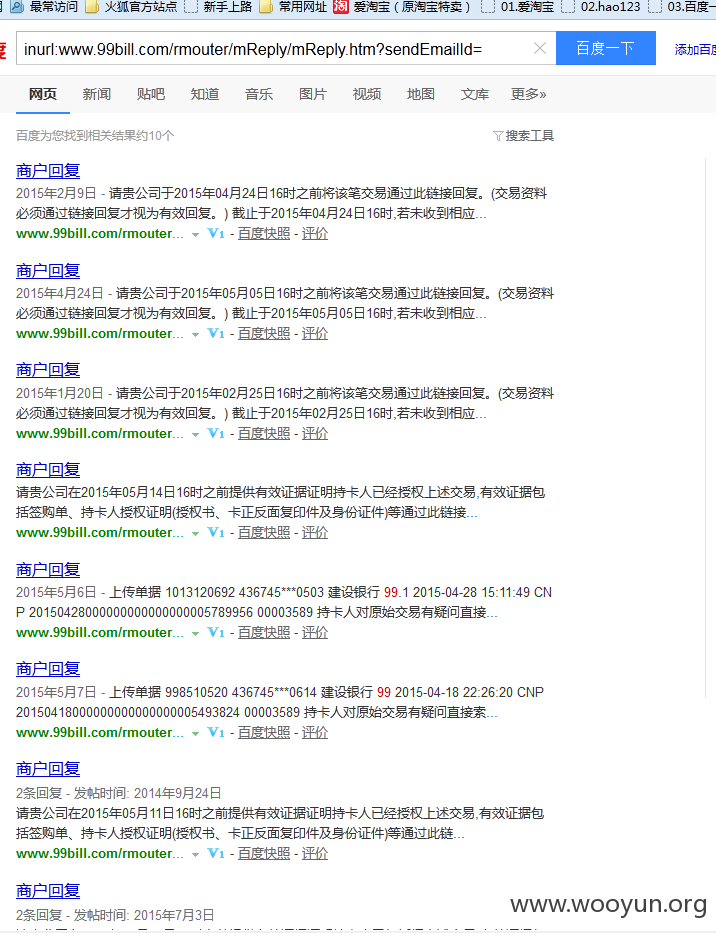 最常访问 火狐官方站点 新手上路 常用网址 淘 爱淘宝（原淘宝特卖） 01.爱淘宝 02.hao123 03.百度一
inurl:www.99bill.com/rmouter/mReply/mReply.htm?sendEmailId= 百度一下 添加百度
网页 新闻 贴吧 知道 音乐 图片 视频 地图 文库 更多»
百度为您找到相关结果约10个 搜索工具
商户回复
2015年2月9日 - 请贵公司于2015年04月24日16时之前将该笔交易通过此链接回复。(交易资料
必须通过链接回复才视为有效回复。) 截止于2015年04月24日16时,若未收到相应...
www.99bill.com/rmouter... V1 - 百度快照 - 评价
商户回复
2015年4月24日 - 请贵公司于2015年05月05日16时之前将该笔交易通过此链接回复。(交易资料
必须通过链接回复才视为有效回复。) 截止于2015年05月05日16时,若未收到相应...
www.99bill.com/rmouter... V1 - 百度快照 - 评价
商户回复
2015年1月20日 - 请贵公司于2015年02月25日16时之前将该笔交易通过此链接回复。(交易资料
必须通过链接回复才视为有效回复。) 截止于2015年02月25日16时,若未收到相应...
www.99bill.com/rmouter... V1 - 百度快照 - 评价
商户回复
请贵公司在2015年05月14日16时之前提供有效证据证明持卡人已经授权上述交易,有效证据包
括签购单、持卡人授权证明(授权书、卡正反面复印件及身份证件)等通过此链接...
www.99bill.com/rmouter... V1 - 百度快照 - 评价
商户回复
2015年5月6日 - 上传单据 1013120692 436745***0503 建设银行 99.1 2015-04-28 15:11:49 CN
P 20150428000000000000000005789956 00003589 持卡人对原始交易有疑问直接...
www.99bill.com/rmouter... V1 - 百度快照 - 评价
商户回复
2015年5月7日 - 上传单据 998510520 436745***0614 建设银行 99 2015-04-18 22:26:20 CNP
20150418000000000000000005493824 00003589 持卡人对原始交易有疑问直接索...
www.99bill.com/rmouter... V1 - 百度快照 - 评价
商户回复
2条回复 - 发帖时间: 2014年9月24日
请贵公司在2015年05月11日16时之前提供有效证据证明持卡人已经授权上述交易,有效证据包
括签购单、持卡人授权证明(授权书、卡正反面复印件及身份证件)等通过此链...
www.99bill.com/rmouter... V1 - 百度快照 - 评价
商户回复
2条回复 - 发帖时间: 2015年7月3日
www.wooyun.org